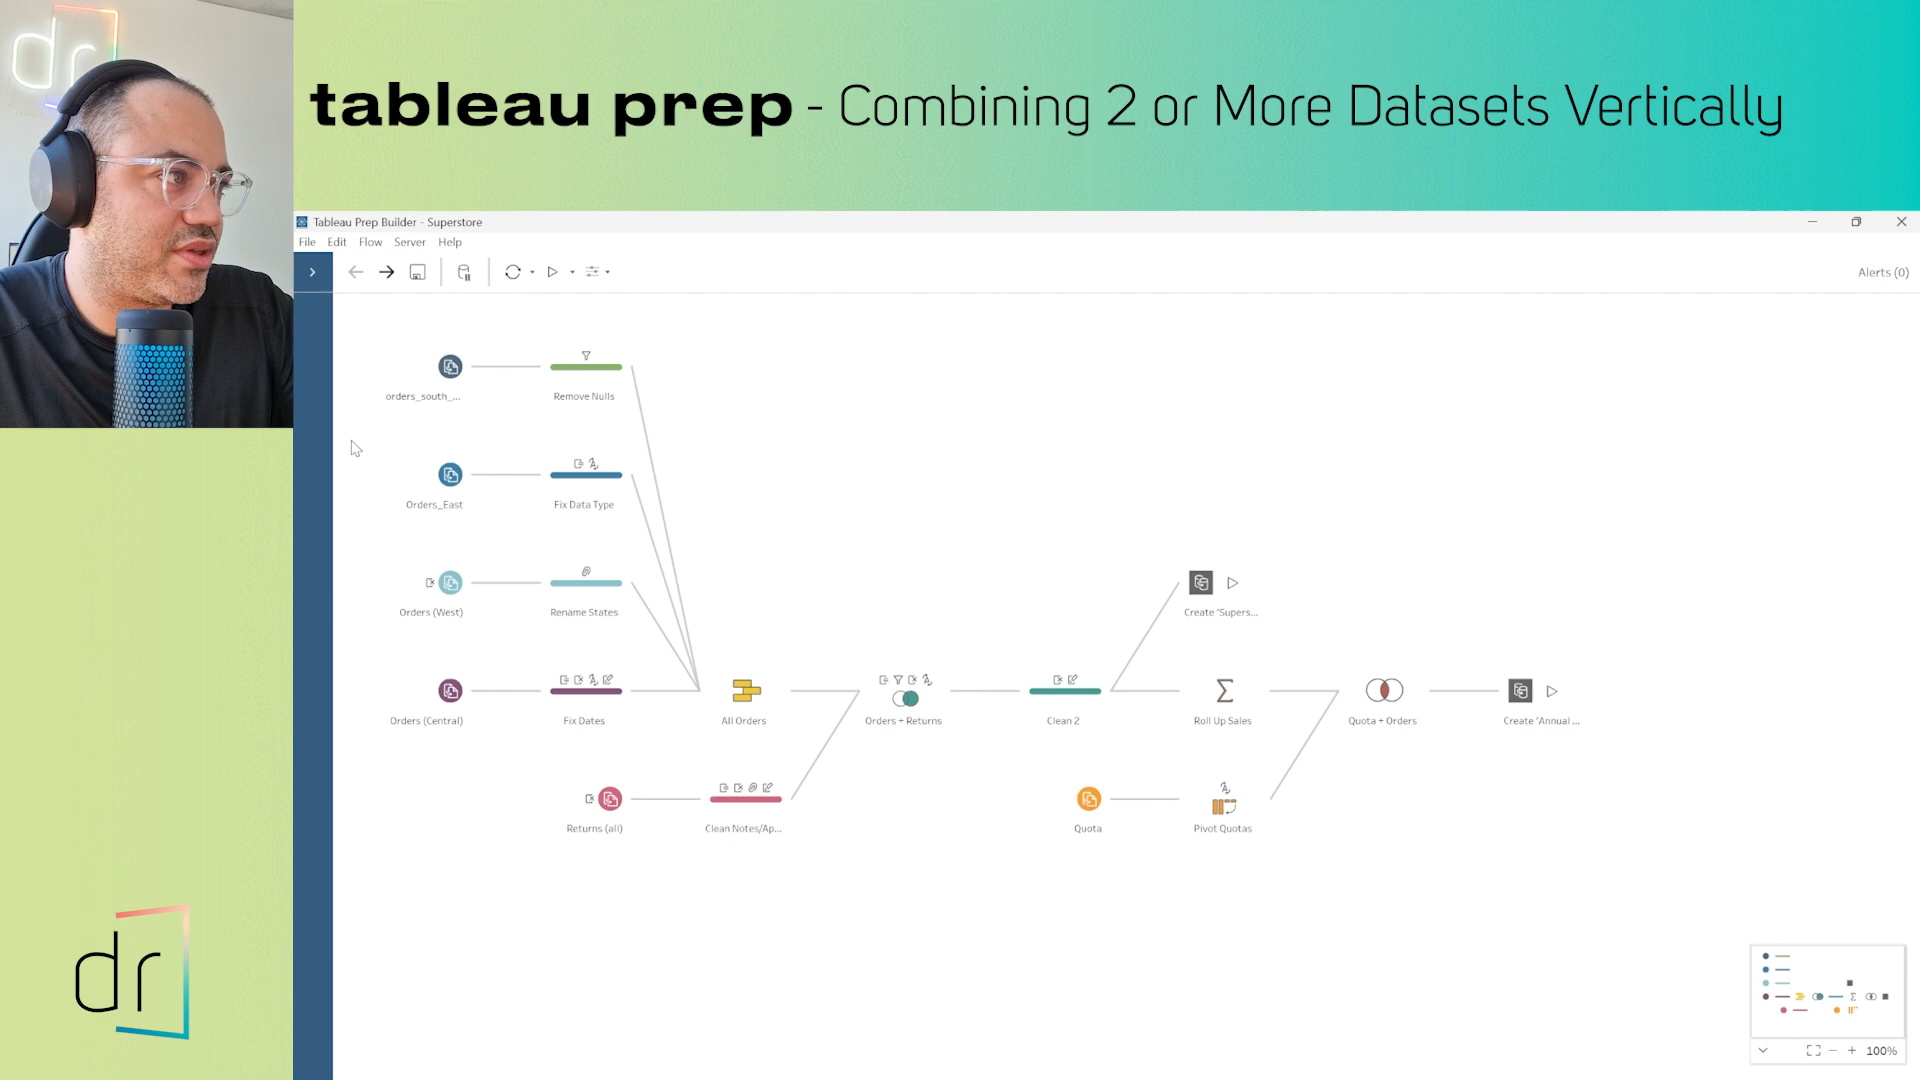 dr
tableau prep - Combining 2 or More Datasets Vertically
Tableau Prep Builder - Superstore
File Edit Flow Server Help
Alerts (0)
orders_south_...
Remove Nulls
Orders_East
Fix Data Type
Orders (West)
Rename States
Create 'Supers...
Orders (Central)
Fix Dates
All Orders
Orders + Returns
Clean 2
Roll Up Sales
Quota + Orders
Create 'Annual ...
Returns (all)
Clean Notes/Ap...
Quota
Pivot Quotas
dr
100%